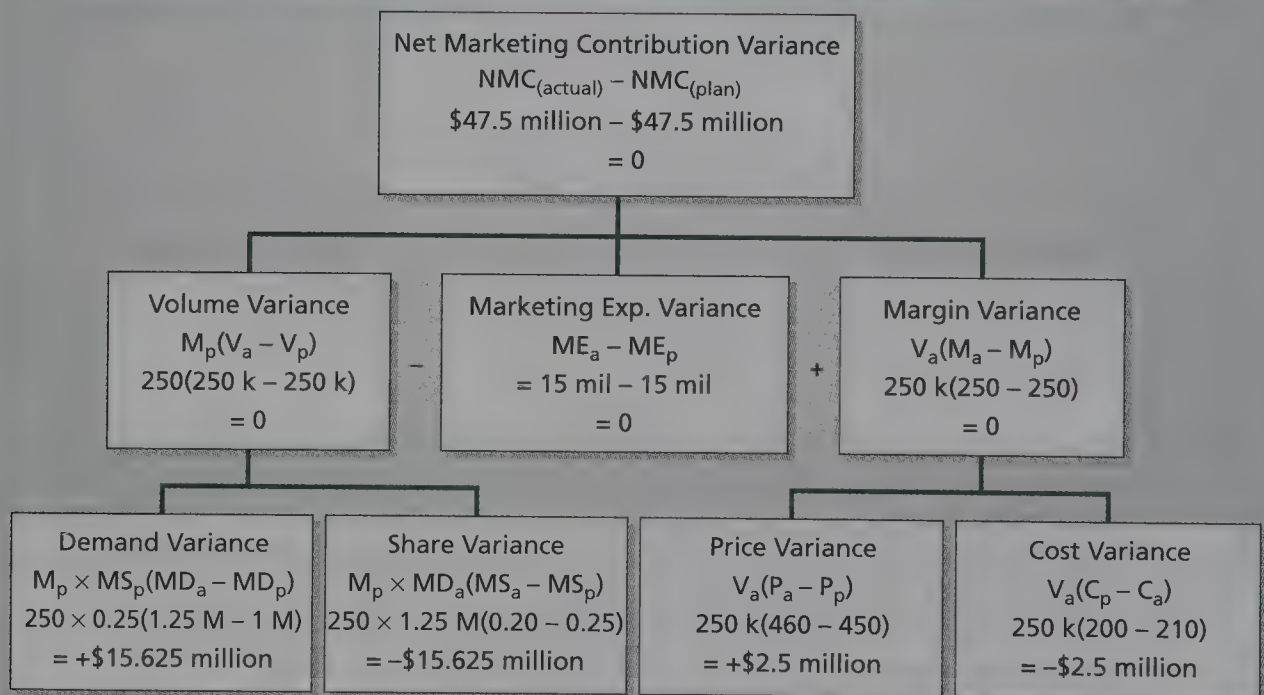 Net Marketing Contribution Variance
NMC(actual) – NMC(plan)
$47.5 million – $47.5 million
= 0
Volume Variance
Mp(Va – Vp)
250(250 k – 250 k)
= 0
–
Marketing Exp. Variance
MEa – MEp
= 15 mil – 15 mil
= 0
+
Margin Variance
Va(Ma – Mp)
250 k(250 – 250)
= 0
Demand Variance
Mp × MSp(MDa – MDp)
250 × 0.25(1.25 M – 1 M)
= +$15.625 million
Share Variance
Mp × MDa(MSa – MSp)
250 × 1.25 M(0.20 – 0.25)
= –$15.625 million
Price Variance
Va(Pa – Pp)
250 k(460 – 450)
= +$2.5 million
Cost Variance
Va(Cp – Ca)
250 k(200 – 210)
= –$2.5 million